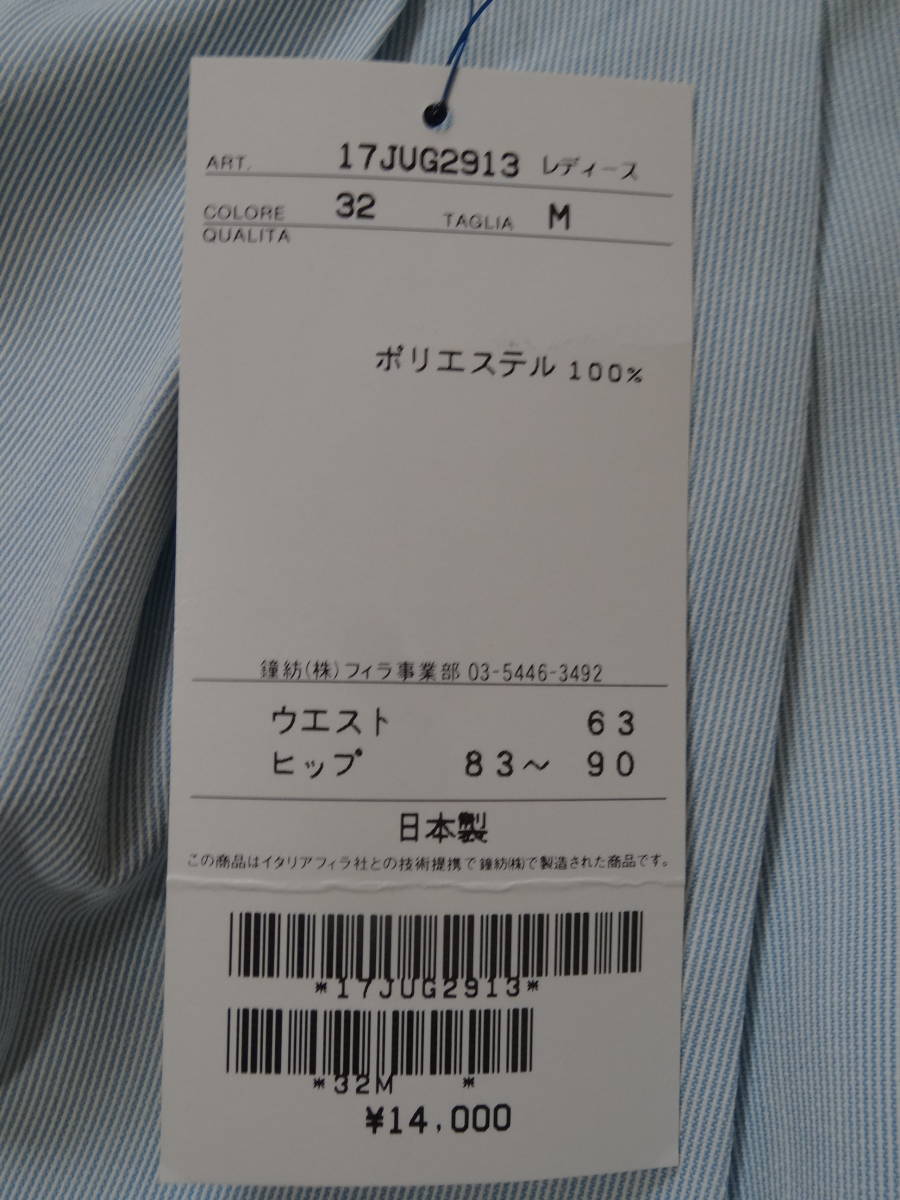 ART. 17JUG2913 レディース
COLORE 32 TAGLIA M
QUALITA
ポリエステル 100%
鐘紡(株)フィラ事業部 03-5446-3492
ウエスト 63
ヒップ 83～ 90
日本製
この商品はイタリアフィラ社との技術提携で鐘紡(株)で製造された商品です。
*17JUG2913*
*32M *
¥14,000